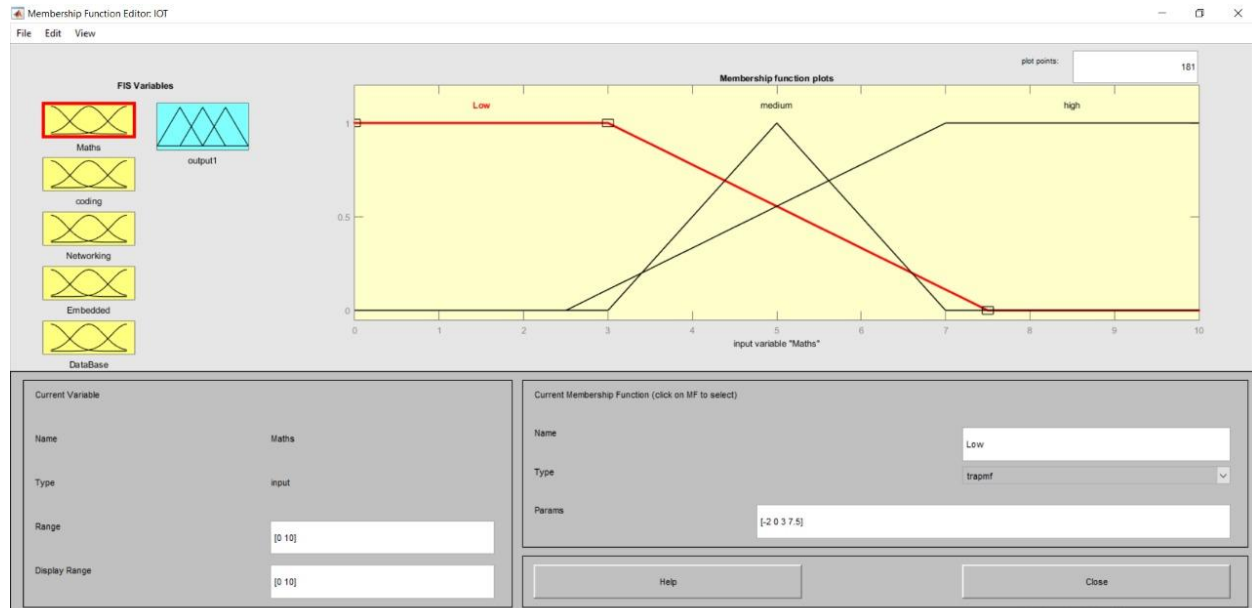 Membership Function Editor: IOT
File Edit View
plot points:
181
FIS Variables
Maths
output1
coding
Networking
Embedded
DataBase
Membership function plots
Low medium high
1
0.5
0
0 1 2 3 4 5 6 7 8 9 10
input variable "Maths"
Current Variable
Name Maths
Type input
Range [0 10]
Display Range [0 10]
Current Membership Function (click on MF to select)
Name Low
Type trapmf
Params [-2 0 3 7.5]
Help Close